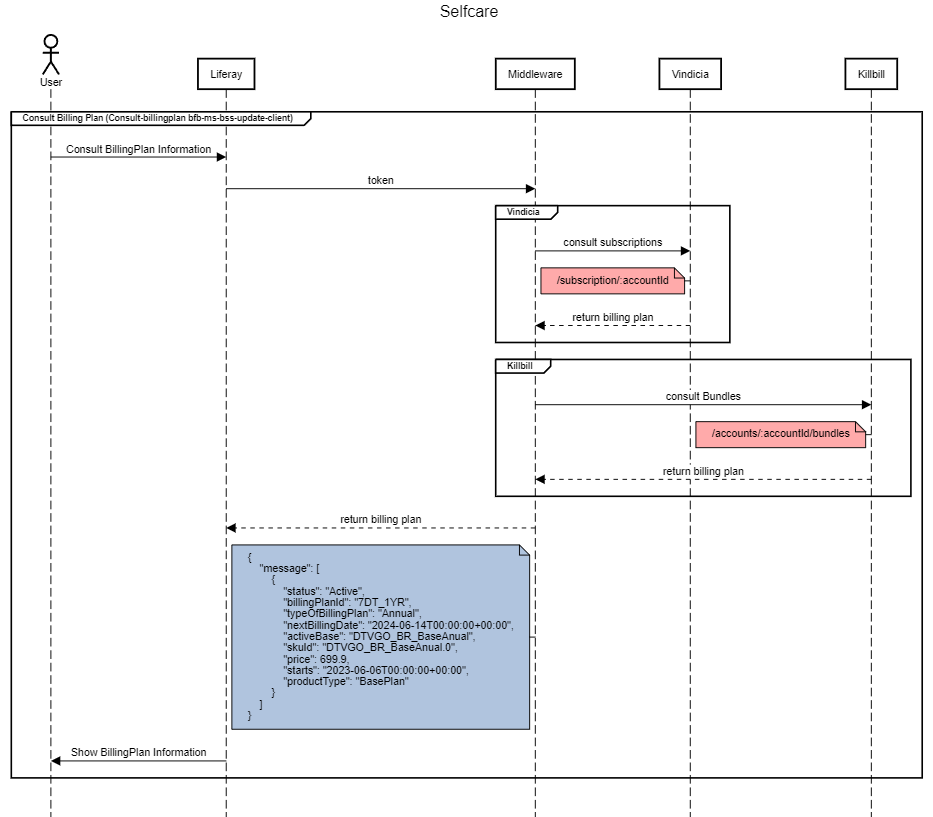 Selfcare
User
Liferay
Middleware
Vindicia
Killbill
Consult Billing Plan (Consult-billingplan bfb-ms-bss-update-client)
Consult BillingPlan Information
token
Vindicia
consult subscriptions
/subscription/:accountId
return billing plan
Killbill
consult Bundles
/accounts/:accountId/bundles
return billing plan
return billing plan
{
"message": [
{
"status": "Active",
"billingPlanId": "7DT_1YR",
"typeOfBillingPlan": "Annual",
"nextBillingDate": "2024-06-14T00:00:00+00:00",
"activeBase": "DTVGO_BR_BaseAnual",
"skuId": "DTVGO_BR_BaseAnual.0",
"price": 699.9,
"starts": "2023-06-06T00:00:00+00:00",
"productType": "BasePlan"
}
]
}
Show BillingPlan Information